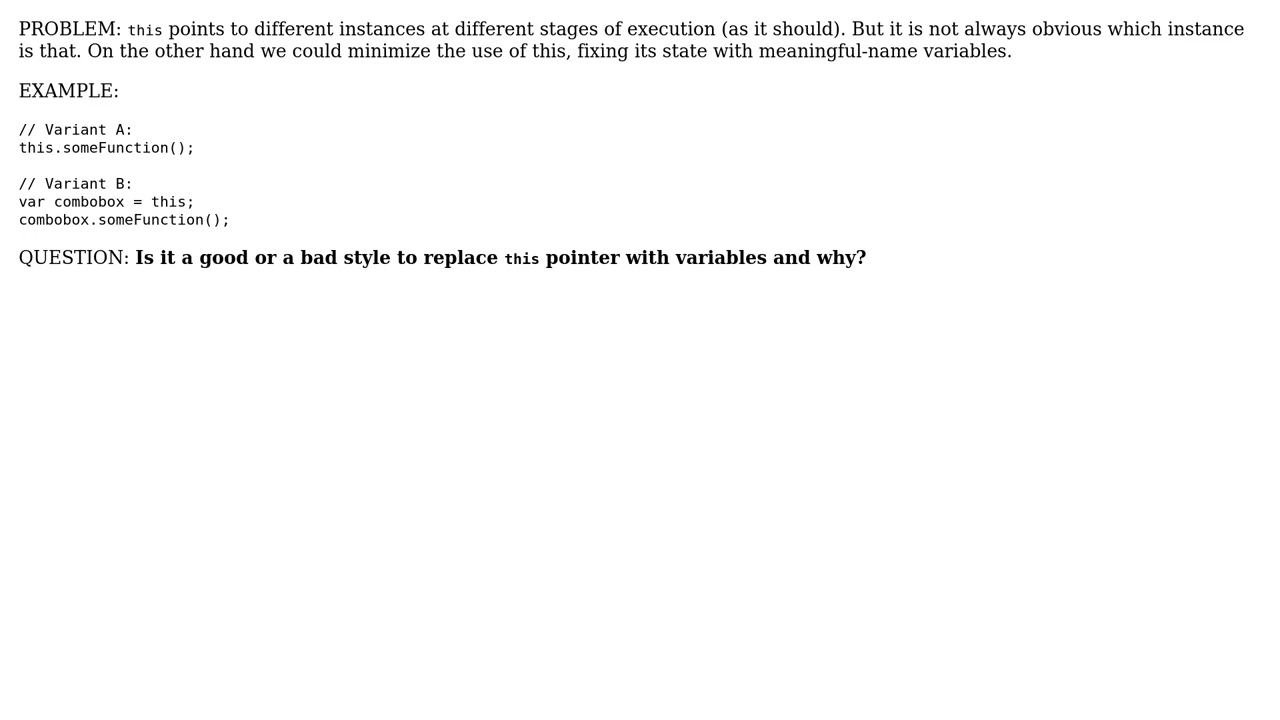 PROBLEM: this points to different instances at different stages of execution (as it should). But it is not always obvious which instance
is that. On the other hand we could minimize the use of this, fixing its state with meaningful-name variables.
EXAMPLE:
// Variant A:
this.someFunction();
// Variant B:
var combobox = this;
combobox.someFunction();
QUESTION: Is it a good or a bad style to replace this pointer with variables and why?